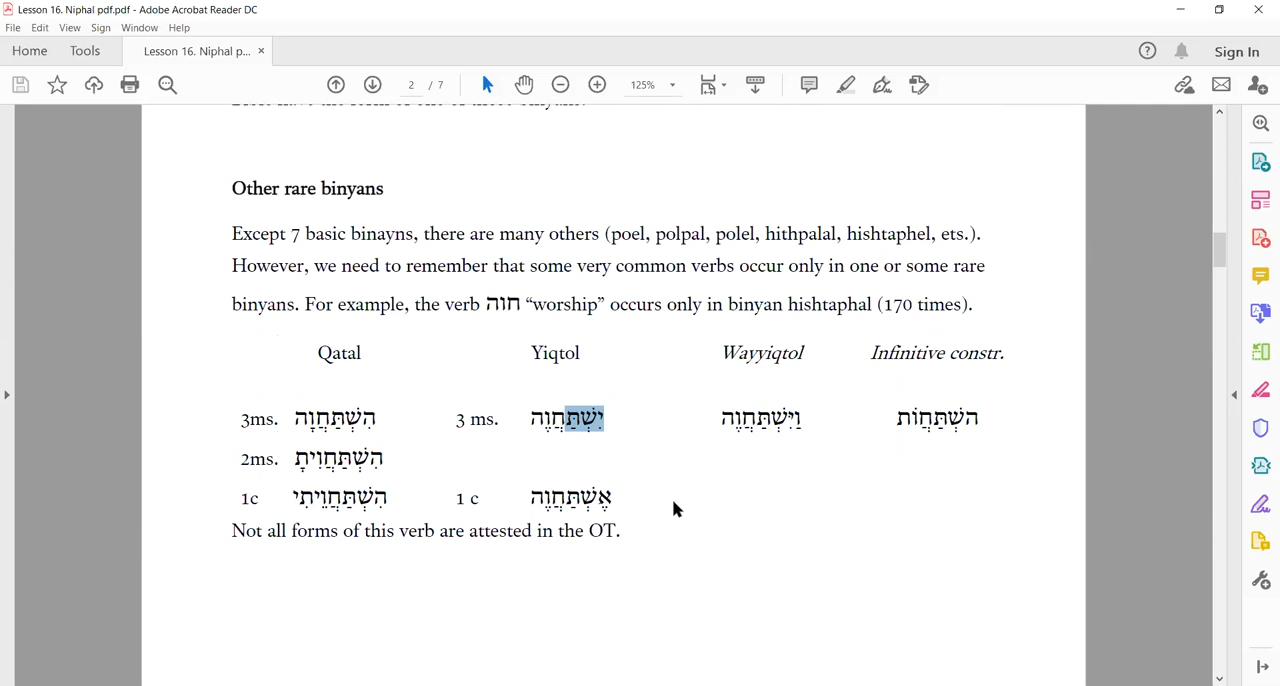 Lesson 16. Niphal pdf.pdf - Adobe Acrobat Reader DC
File Edit View Sign Window Help
Home Tools Lesson 16. Niphal p... × Sign In
2 / 7 125%
Other rare binyans
Except 7 basic binayns, there are many others (poel, polpal, polel, hithpalal, hishtaphel, ets.).
However, we need to remember that some very common verbs occur only in one or some rare
binyans. For example, the verb חוה “worship” occurs only in binyan hishtaphal (170 times).
Qatal Yiqtol Wayyiqtol Infinitive constr.
3ms. הִשְׁתַּחֲוָה 3 ms. יִשְׁתַּחֲוֶה וַיִּשְׁתַּחֲוֶה השְׁתַּחֲוֹת
2ms. הִשְׁתַּחֲוִיתָ
1c הִשְׁתַּחֲוֵיתִי 1 c אֶשְׁתַּחֲוֶה
Not all forms of this verb are attested in the OT.